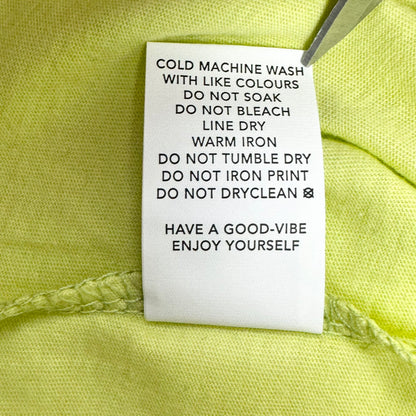 COLD MACHINE WASH
WITH LIKE COLOURS
DO NOT SOAK
DO NOT BLEACH
LINE DRY
WARM IRON
DO NOT TUMBLE DRY
DO NOT IRON PRINT
DO NOT DRYCLEAN
HAVE A GOOD-VIBE
ENJOY YOURSELF